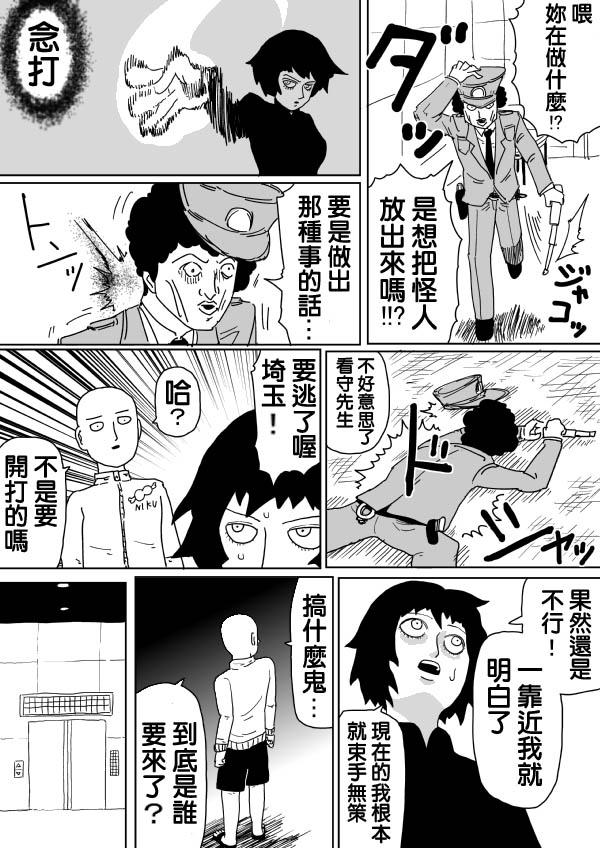 喂
妳在做什麼!?
ダッ
是想把怪人
放出來嗎!!?
ジャコッ
念打
要是做出
那種事的話…
トンッ
不好意思了
看守先生
ドッ
ジャッ
要逃了喔
埼玉！
哈？
NIKU
不是要
開打的嗎
果然還是
不行！
一靠近我就
明白了
現在的我根本
就束手無策
搞什麼鬼…
到底是誰
要來了？